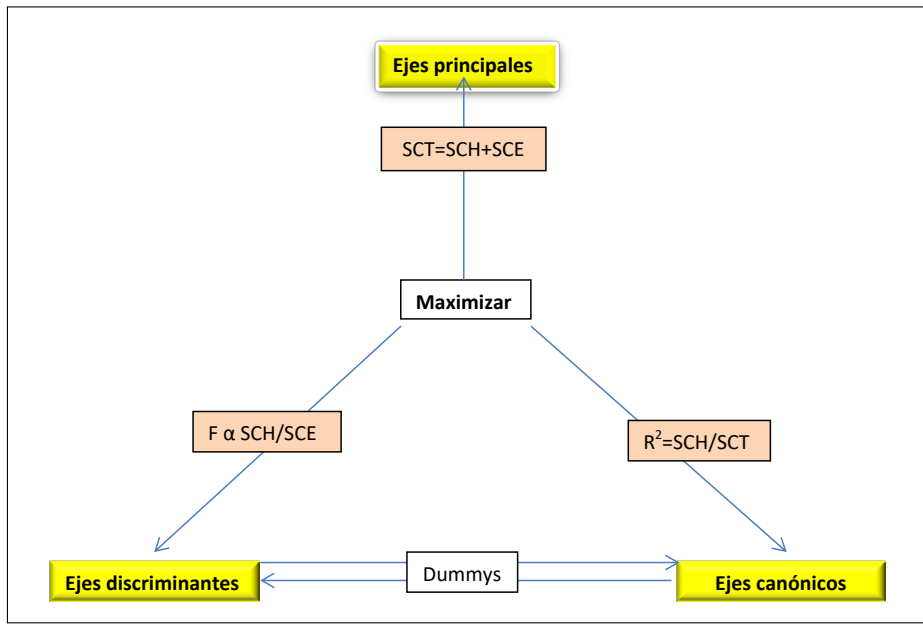 Ejes principales
SCT=SCH+SCE
Maximizar
F α SCH/SCE
R²=SCH/SCT
Ejes discriminantes
Dummys
Ejes canónicos